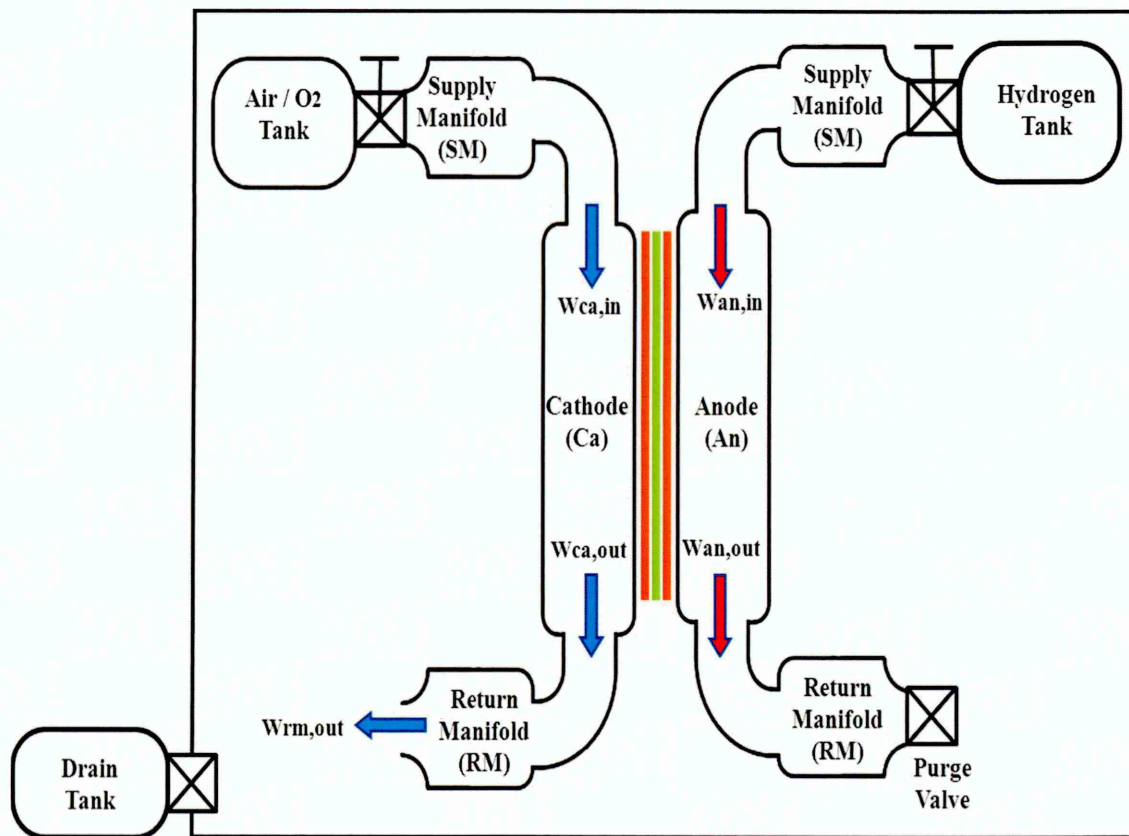 Air / O2
Tank
Supply
Manifold
(SM)
Supply
Manifold
(SM)
Hydrogen
Tank
Wca,in
Wan,in
Cathode
(Ca)
Anode
(An)
Wca,out
Wan,out
Wrm,out
Return
Manifold
(RM)
Return
Manifold
(RM)
Purge
Valve
Drain
Tank